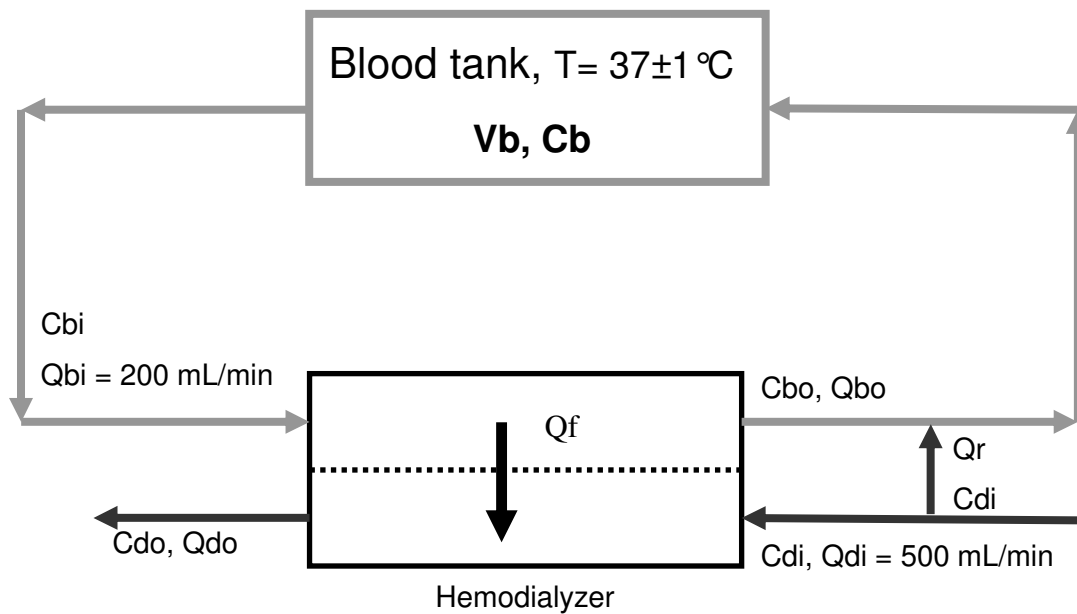 Blood tank, T= 37±1°C
Vb, Cb
Cbi
Qbi = 200 mL/min
Cbo, Qbo
Qf
Qr
Cdi
Cdo, Qdo
Cdi, Qdi = 500 mL/min
Hemodialyzer